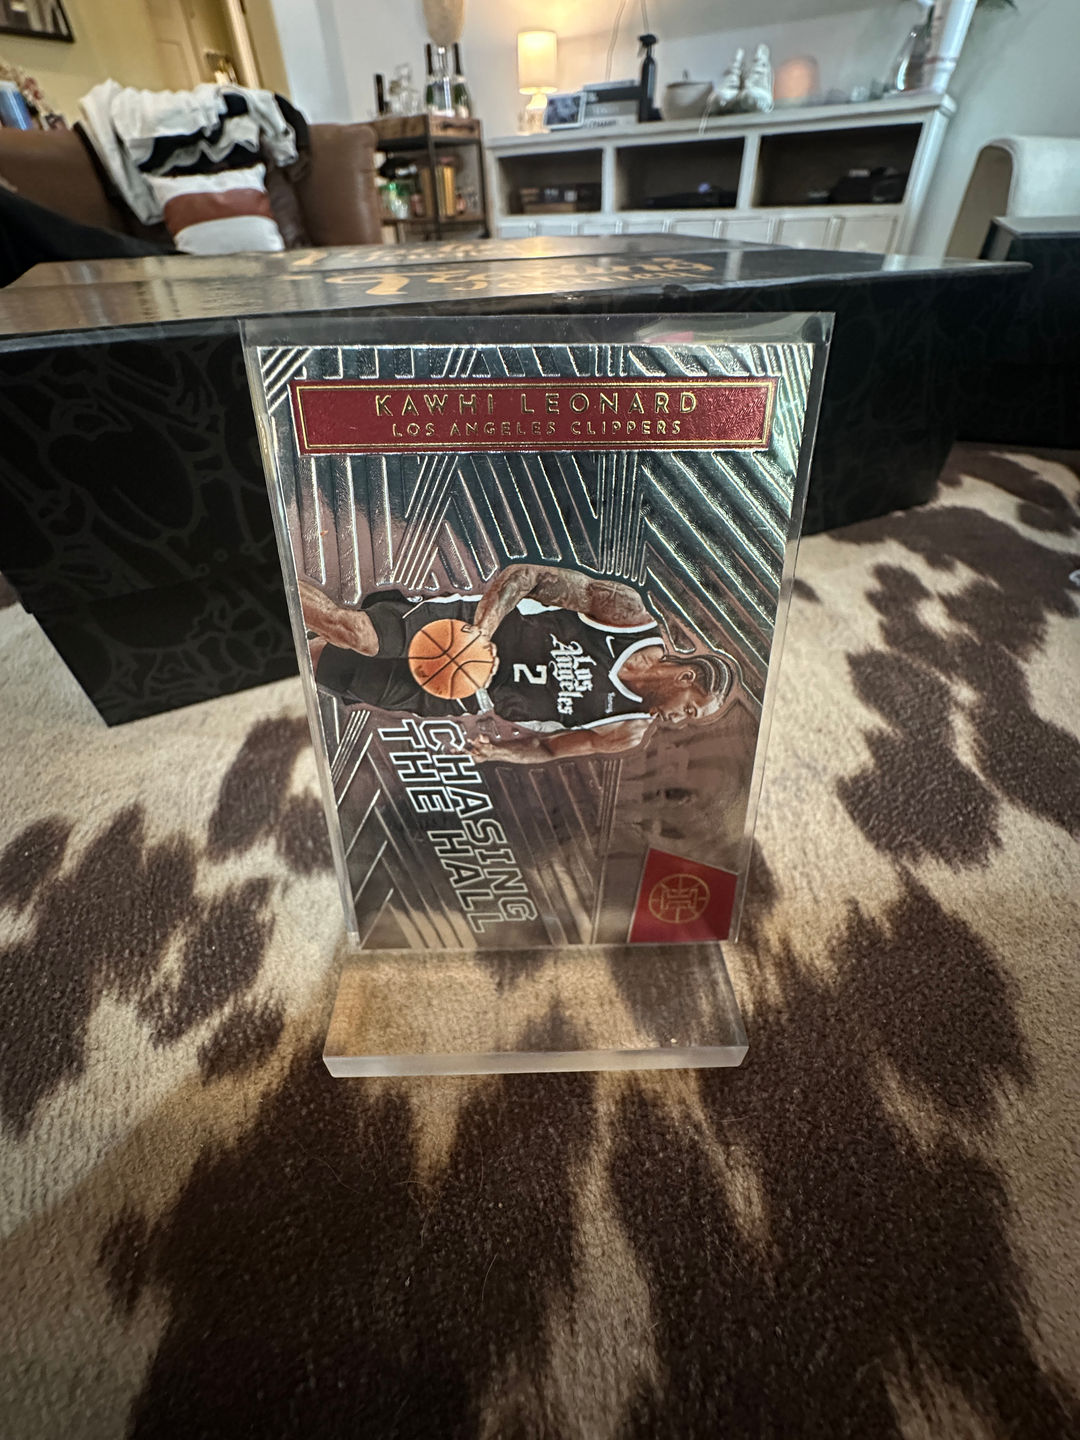 KAWHI LEONARD
LOS ANGELES CLIPPERS
Los
Angeles
2
CHASING
THE HALL